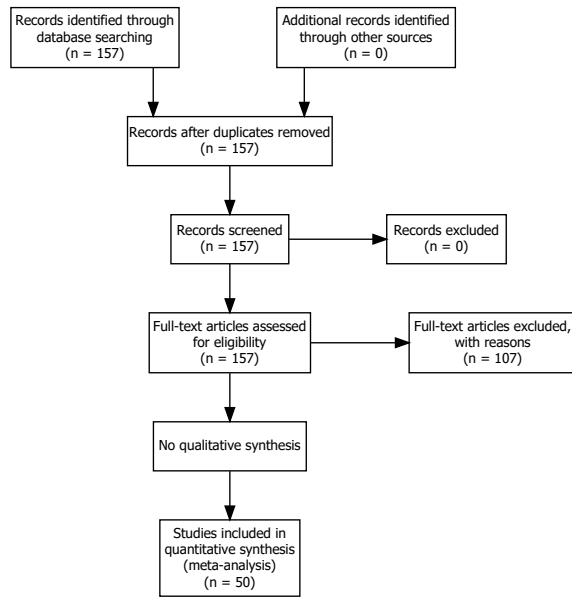 Records identified through
database searching
(n = 157)
Additional records identified
through other sources
(n = 0)
Records after duplicates removed
(n = 157)
Records screened
(n = 157)
Records excluded
(n = 0)
Full-text articles assessed
for eligibility
(n = 157)
Full-text articles excluded,
with reasons
(n = 107)
No qualitative synthesis
Studies included in
quantitative synthesis
(meta-analysis)
(n = 50)